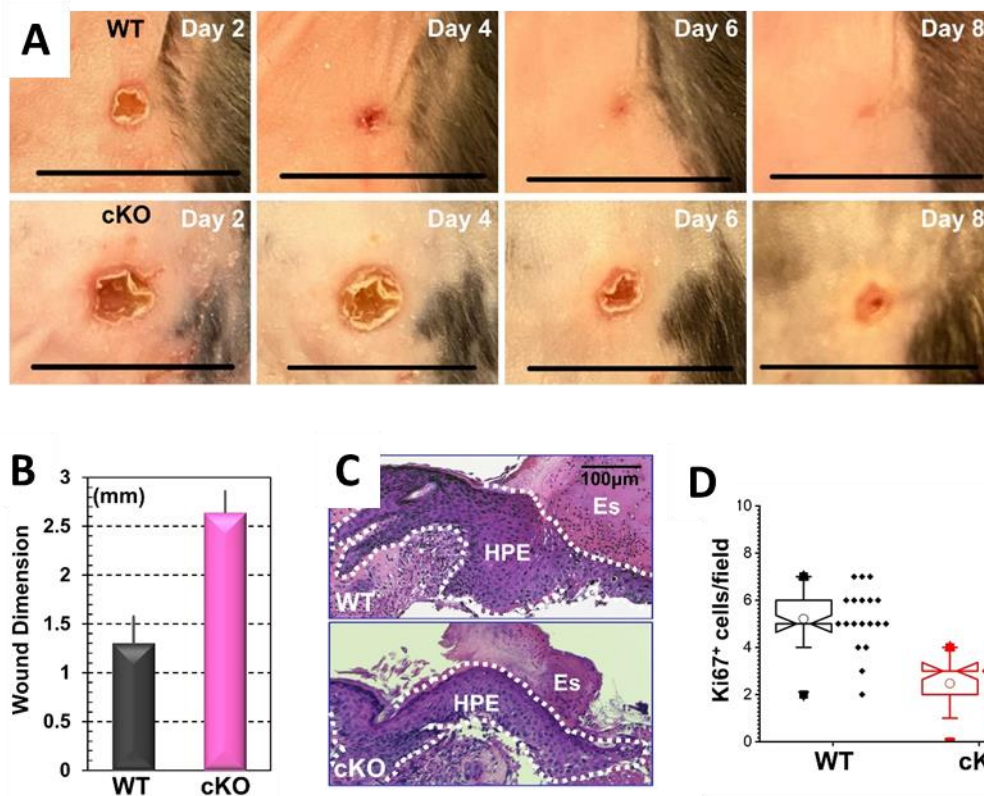 A
WT
Day 2
Day 4
Day 6
Day 8
cKO
Day 2
Day 4
Day 6
Day 8
B
(mm)
Wound Dimension
3
2.5
2
1.5
1
0.5
0
WT
cKO
C
100µm
Es
HPE
WT
Es
HPE
cKO
D
Ki67⁺ cells/field
10
8
6
4
2
0
WT
cK